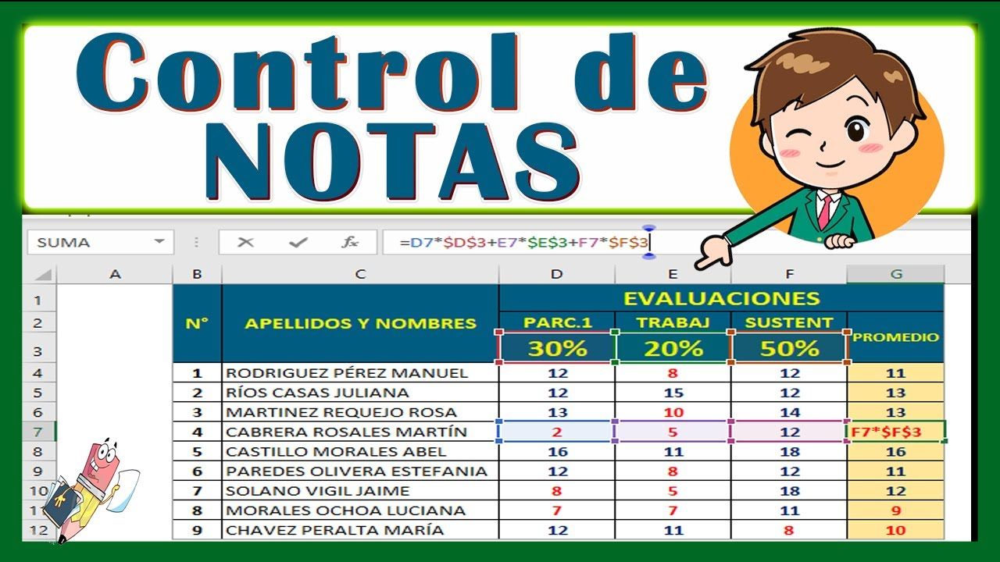 Control de
NOTAS
SUMA fx =D7*$D$3+E7*$E$3+F7*$F$3
A B C D E F G
1 EVALUACIONES
2 N° APELLIDOS Y NOMBRES PARC.1 TRABAJ SUSTENT PROMEDIO
3 30% 20% 50%
4 1 RODRIGUEZ PÉREZ MANUEL 12 8 12 11
5 2 RÍOS CASAS JULIANA 12 15 12 13
6 3 MARTINEZ REQUEJO ROSA 13 10 14 13
7 4 CABRERA ROSALES MARTÍN 2 5 12 F7*$F$3
8 5 CASTILLO MORALES ABEL 16 11 18 16
9 6 PAREDES OLIVERA ESTEFANIA 12 8 12 11
10 7 SOLANO VIGIL JAIME 8 5 18 12
11 8 MORALES OCHOA LUCIANA 7 7 11 9
12 9 CHAVEZ PERALTA MARÍA 12 11 8 10